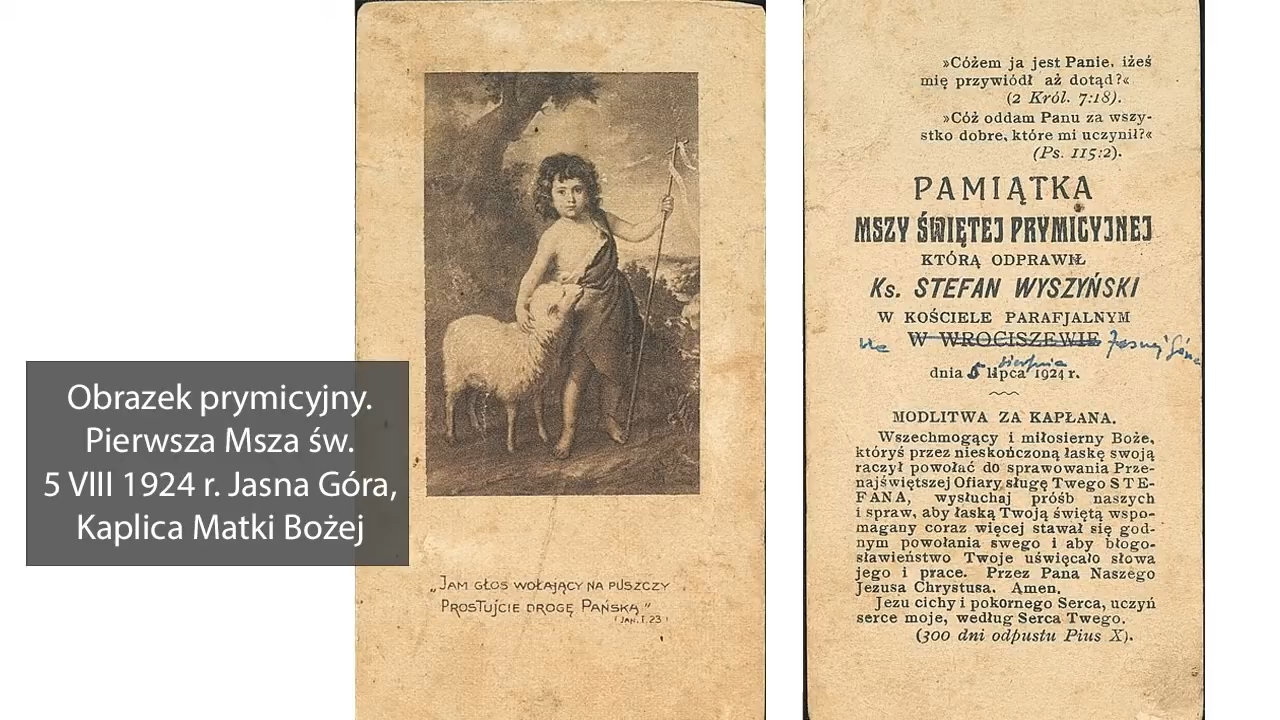 Obrazek prymicyjny.
Pierwsza Msza św.
5 VIII 1924 r. Jasna Góra,
Kaplica Matki Bożej
„Jam głos wołający na puszczy
Prostujcie drogę Pańską"
(Jan. I. 23)
»Cóżem ja jest Panie, iżeś
mię przywiódł aż dotąd?«
(2 Król. 7:18).
»Cóż oddam Panu za wszy-
stko dobre, które mi uczynił?«
(Ps. 115:2).
PAMIĄTKA
MSZY ŚWIĘTEJ PRYMICYJNEJ
KTÓRĄ ODPRAWIŁ
Ks. STEFAN WYSZYŃSKI
W KOŚCIELE PARAFJALNYM
na W WROCISZEWIE Jasnej Górze
sierpnia
dnia 5 lipca 1924 r.
MODLITWA ZA KAPŁANA.
Wszechmogący i miłosierny Boże,
któryś przez nieskończoną łaskę swoją
raczył powołać do sprawowania Prze-
najświętszej Ofiary sługę Twego STE-
FANA, wysłuchaj próśb naszych
i spraw, aby łaską Twoją świętą wspo-
magany coraz więcej stawał się god-
nym powołania swego i aby błogo-
sławieństwo Twoje uświęcało słowa
jego i prace. Przez Pana Naszego
Jezusa Chrystusa. Amen.
Jezu cichy i pokornego Serca, uczyń
serce moje, według Serca Twego.
(300 dni odpustu Pius X).